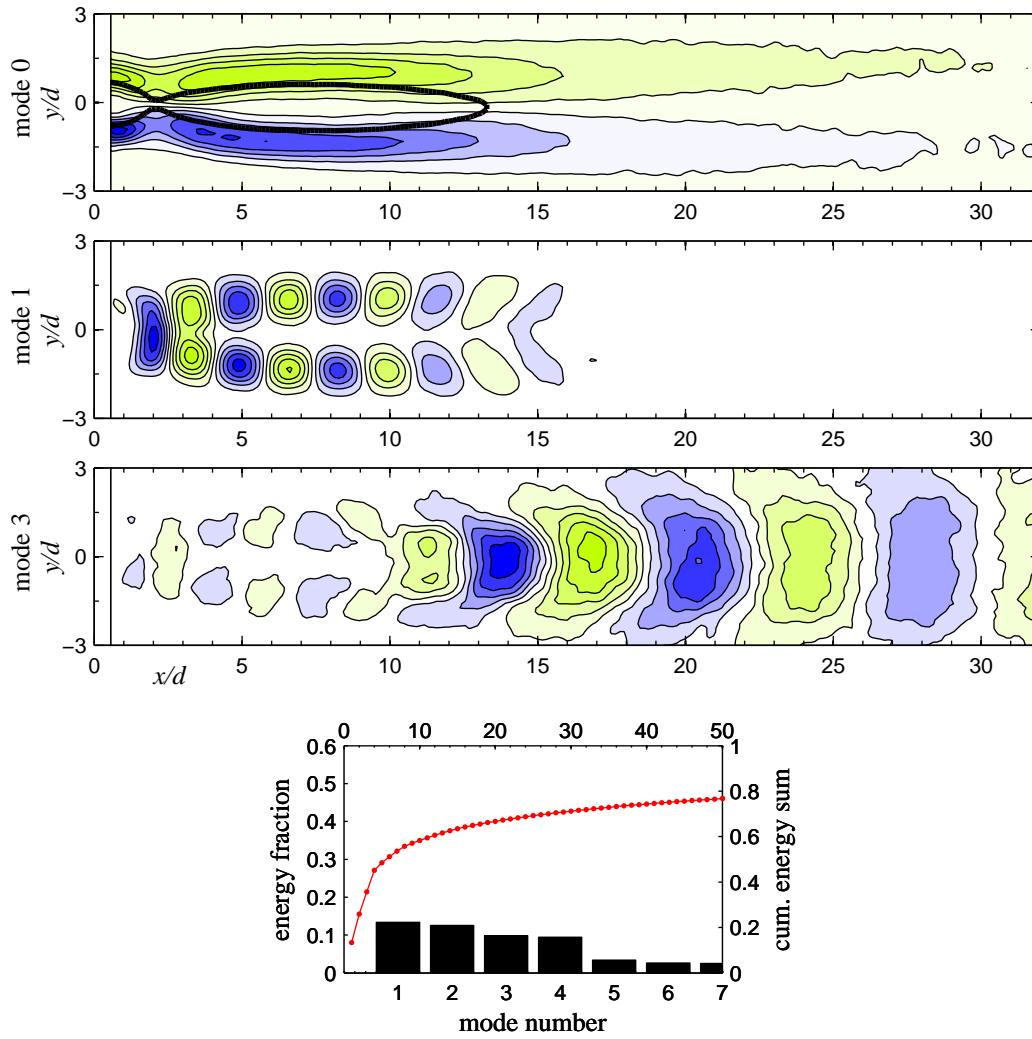 mode 0
y/d
3
0
−3
0 5 10 15 20 25 30
mode 1
y/d
3
0
−3
0 5 10 15 20 25 30
mode 3
y/d
3
0
−3
0 5 10 15 20 25 30
x/d
0 10 20 30 40 50
energy fraction
0.6
0.5
0.4
0.3
0.2
0.1
0
1
0.8
0.6
0.4
0.2
0
cum. energy sum
1 2 3 4 5 6 7
mode number